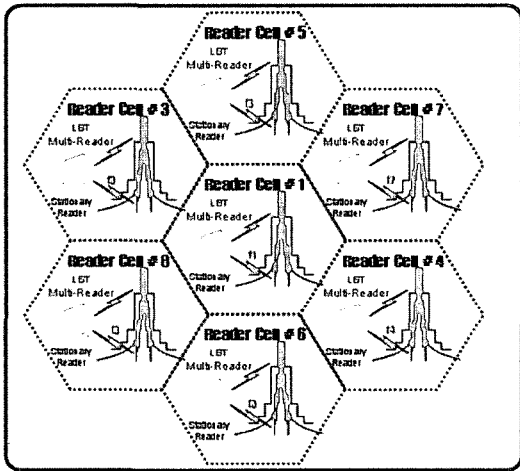 Reader Cell # 5
LBT
Multi-Reader
f3
Stationary
Reader
Reader Cell # 3
LBT
Multi-Reader
Stationary
Reader
Reader Cell # 7
LBT
Multi-Reader
Stationary
Reader
Reader Cell # 1
LBT
Multi-Reader
f1
Stationary
Reader
Reader Cell # 8
LBT
Multi-Reader
Stationary
Reader
Reader Cell # 4
LBT
Multi-Reader
Stationary
Reader
Reader Cell # 6
LBT
Multi-Reader
Stationary
Reader